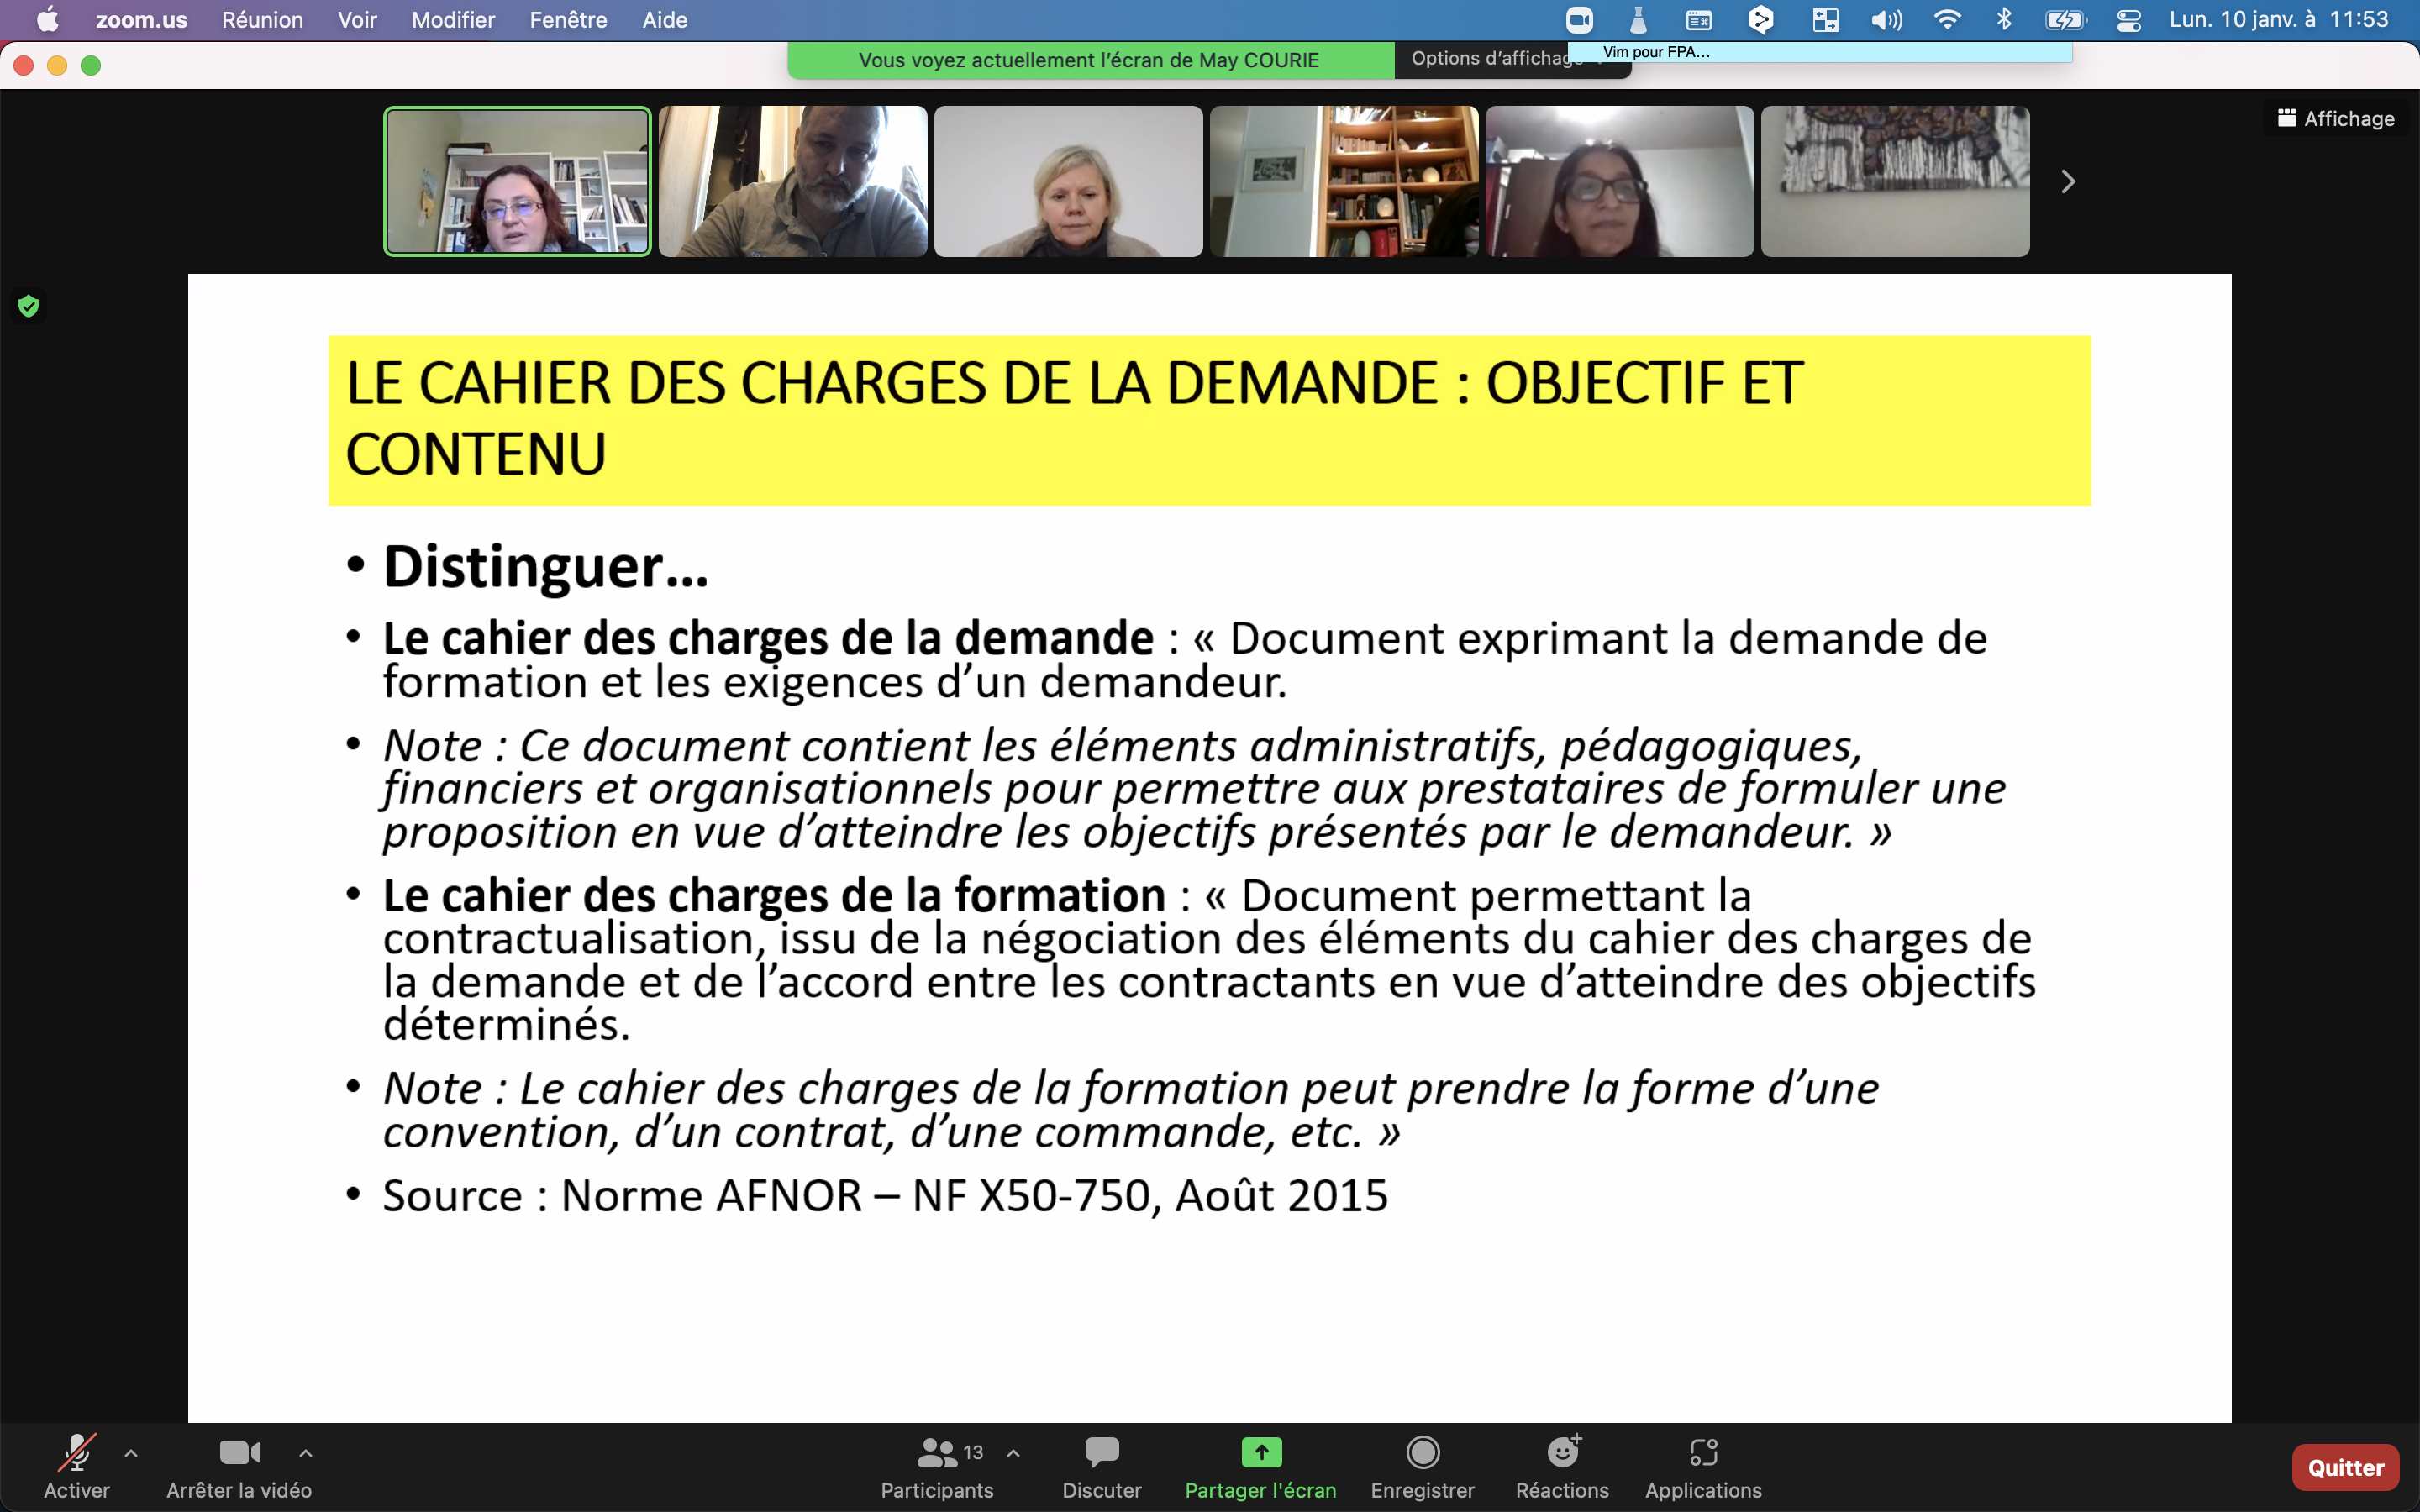 zoom.us Réunion Voir Modifier Fenêtre Aide
Lun. 10 janv. à 11:53
Vous voyez actuellement l’écran de May COURIE
Options d’affichage
Vim pour FPA...
Affichage
LE CAHIER DES CHARGES DE LA DEMANDE : OBJECTIF ET
CONTENU
• Distinguer…
• Le cahier des charges de la demande : « Document exprimant la demande de
formation et les exigences d’un demandeur.
• Note : Ce document contient les éléments administratifs, pédagogiques,
financiers et organisationnels pour permettre aux prestataires de formuler une
proposition en vue d’atteindre les objectifs présentés par le demandeur. »
• Le cahier des charges de la formation : « Document permettant la
contractualisation, issu de la négociation des éléments du cahier des charges de
la demande et de l’accord entre les contractants en vue d’atteindre des objectifs
déterminés.
• Note : Le cahier des charges de la formation peut prendre la forme d’une
convention, d’un contrat, d’une commande, etc. »
• Source : Norme AFNOR – NF X50-750, Août 2015
13
Activer
Arrêter la vidéo
Participants
Discuter
Partager l'écran
Enregistrer
Réactions
Applications
Quitter